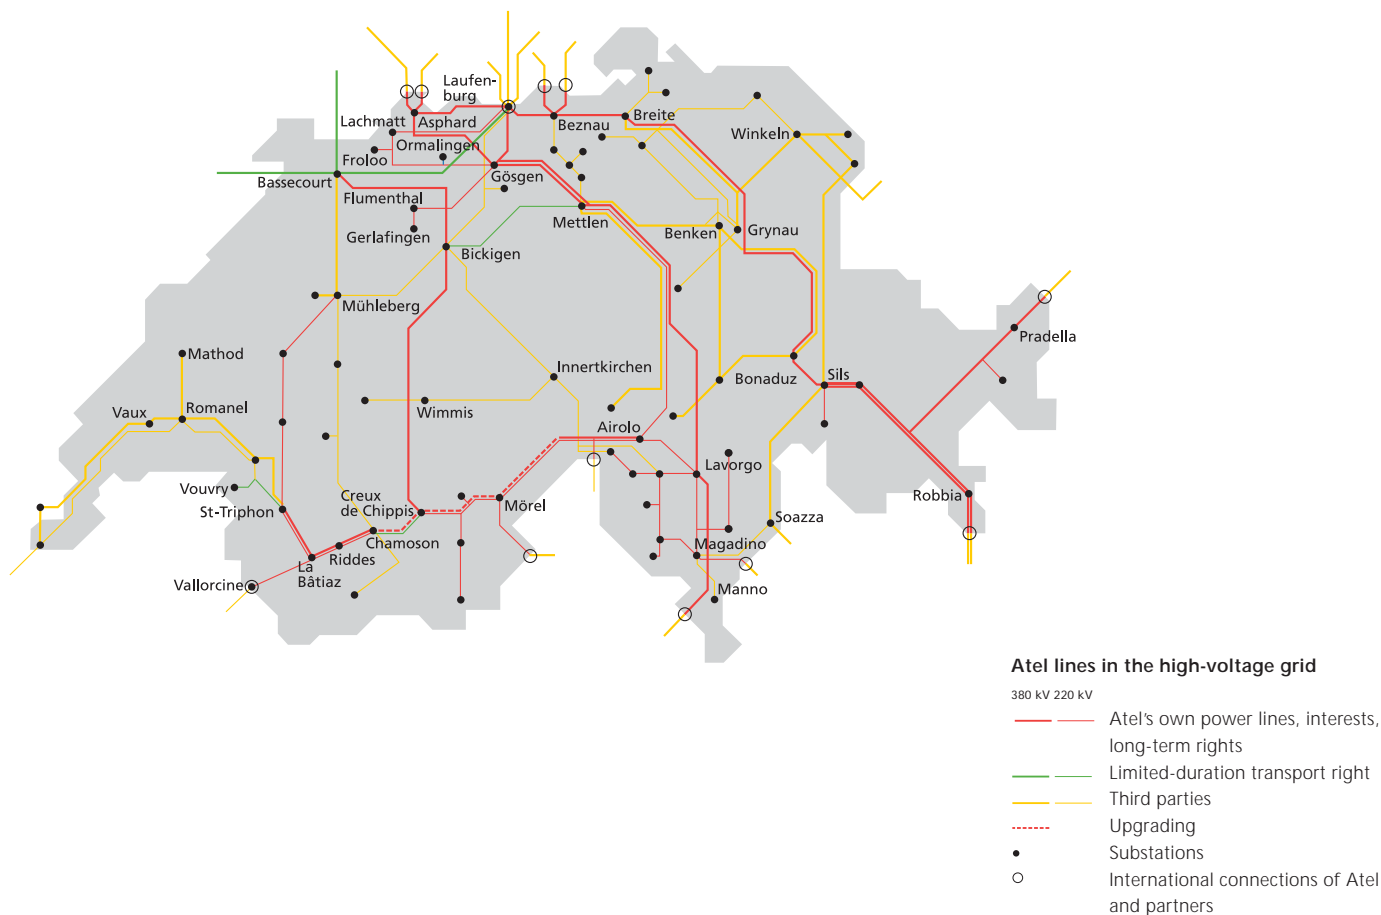 Laufen-
burg
Lachmatt
Asphard
Beznau
Breite
Winkeln
Ormalingen
Froloo
Bassecourt
Gösgen
Flumenthal
Gerlafingen
Mettlen
Benken
Grynau
Bickigen
Mühleberg
Pradella
Mathod
Innertkirchen
Bonaduz
Sils
Vaux
Romanel
Wimmis
Airolo
Lavorgo
Vouvry
St-Triphon
Creux
de Chippis
Mörel
Robbia
Soazza
Chamoson
Riddes
La
Bâtiaz
Magadino
Vallorcine
Manno
Atel lines in the high-voltage grid
380 kV 220 kV
Atel's own power lines, interests,
long-term rights
Limited-duration transport right
Third parties
Upgrading
Substations
International connections of Atel
and partners